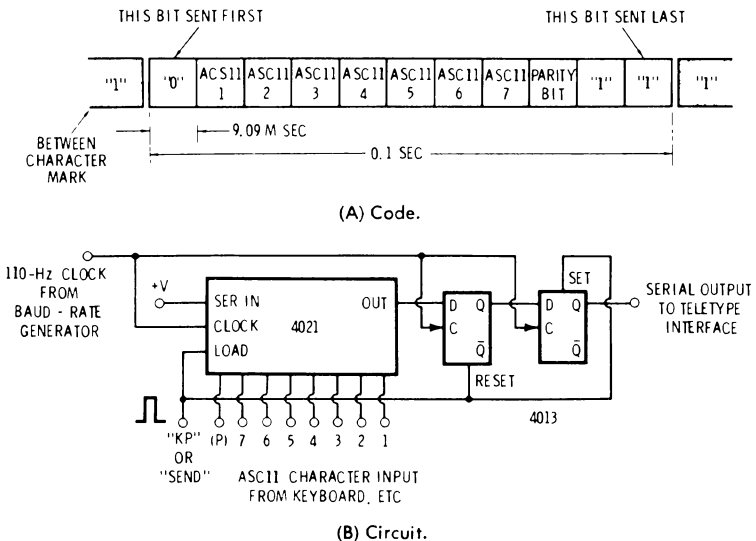 THIS BIT SENT FIRST
THIS BIT SENT LAST
"1" "0" ACS11 1 ASC11 2 ASC11 3 ASC11 4 ASC11 5 ASC11 6 ASC11 7 PARITY BIT "1" "1" "1"
BETWEEN
CHARACTER
MARK
9.09 M SEC
0.1 SEC
(A) Code.
110-Hz CLOCK
FROM
BAUD - RATE
GENERATOR
+V
SER IN
CLOCK
LOAD
4021
OUT
D Q
C
Q̅
RESET
SET
D Q
C
Q̅
4013
SERIAL OUTPUT
TO TELETYPE
INTERFACE
"KP"
OR
"SEND"
(P) 7 6 5 4 3 2 1
ASC11 CHARACTER INPUT
FROM KEYBOARD, ETC
(B) Circuit.